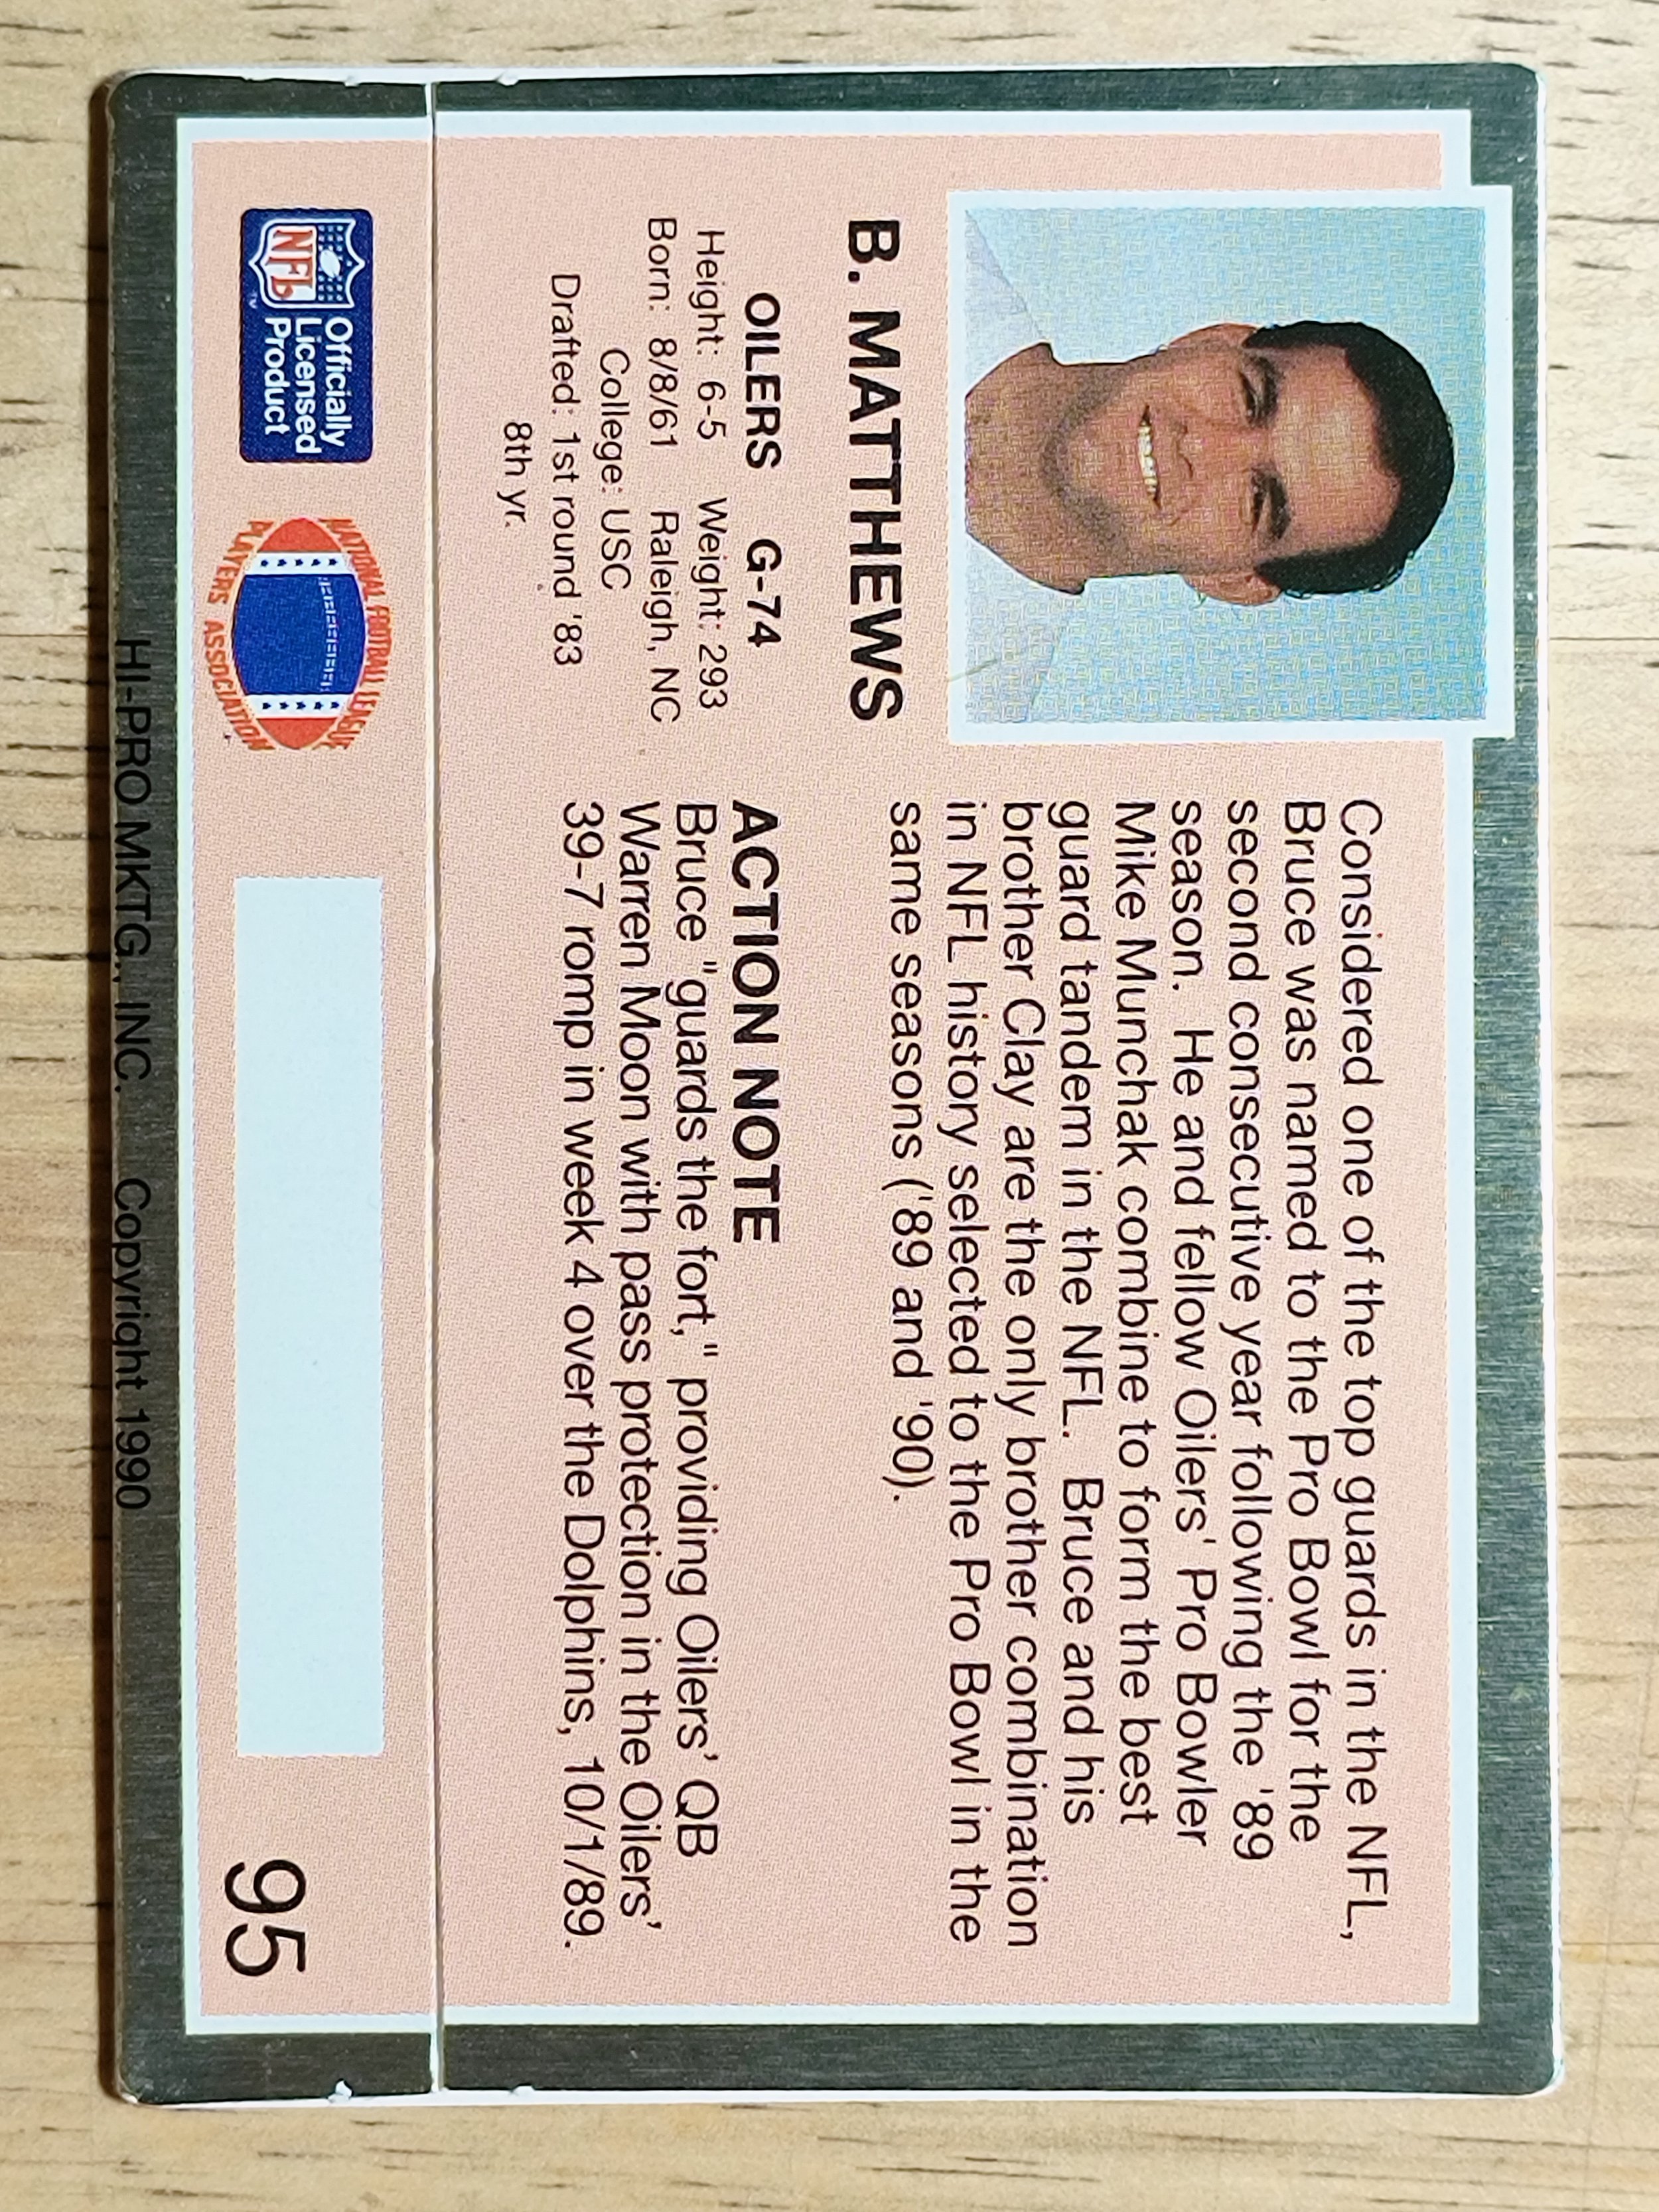 B. MATTHEWS
OILERS G-74
Height: 6-5 Weight: 293
Born: 8/8/61 Raleigh, NC
College: USC
Drafted: 1st round '83
8th yr.
Considered one of the top guards in the NFL,
Bruce was named to the Pro Bowl for the
second consecutive year following the '89
season. He and fellow Oilers' Pro Bowler
Mike Munchak combine to form the best
guard tandem in the NFL. Bruce and his
brother Clay are the only brother combination
in NFL history selected to the Pro Bowl in the
same seasons ('89 and '90).
ACTION NOTE
Bruce "guards the fort," providing Oilers' QB
Warren Moon with pass protection in the Oilers'
39-7 romp in week 4 over the Dolphins, 10/1/89.
NFL
TM
Officially
Licensed
Product
NATIONAL FOOTBALL LEAGUE
PLAYERS ASSOCIATION
95
HI-PRO MKTG., INC. Copyright 1990